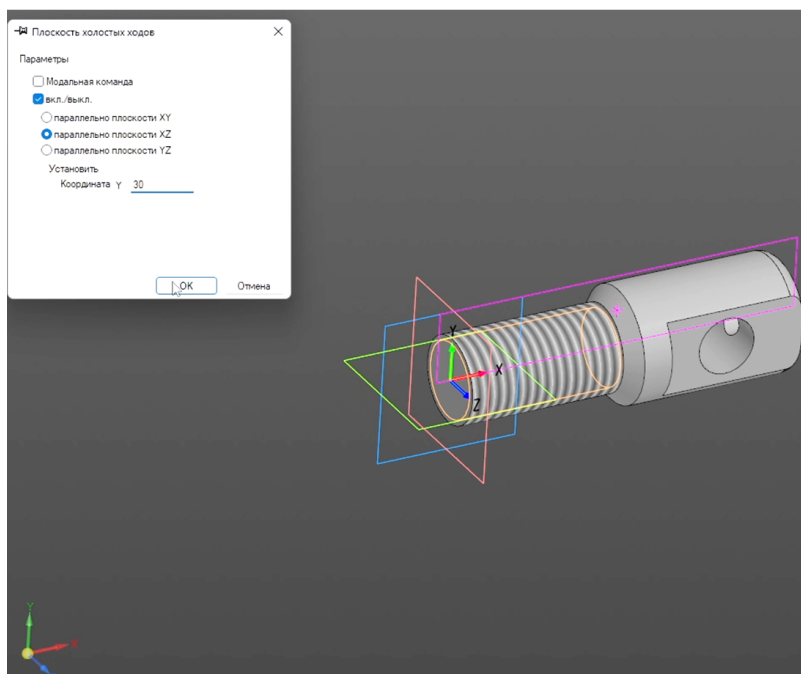 Плоскость холостых ходов
Параметры
Модальная команда
вкл./выкл.
параллельно плоскости XY
параллельно плоскости XZ
параллельно плоскости YZ
Установить
Координата Y 30
OK Отмена
Y
X
Z
Y
X